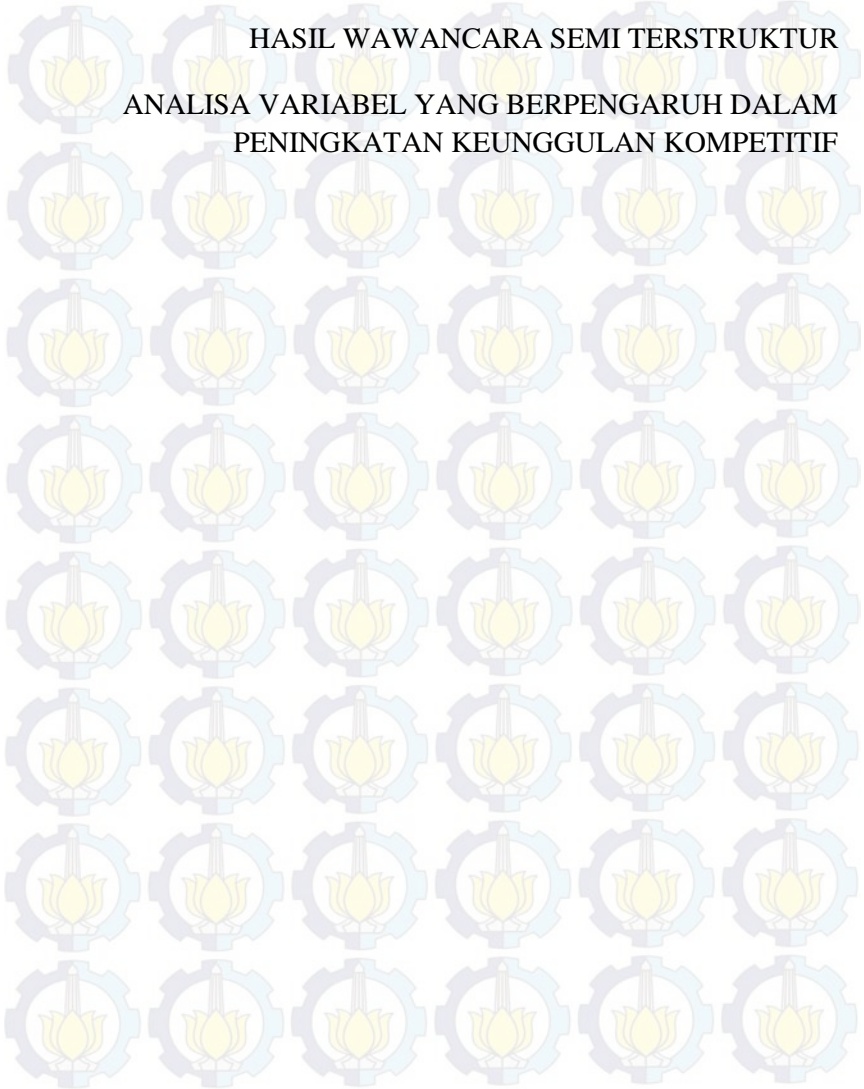 HASIL WAWANCARA SEMI TERSTRUKTUR
ANALISA VARIABEL YANG BERPENGARUH DALAM
PENINGKATAN KEUNGGULAN KOMPETITIF